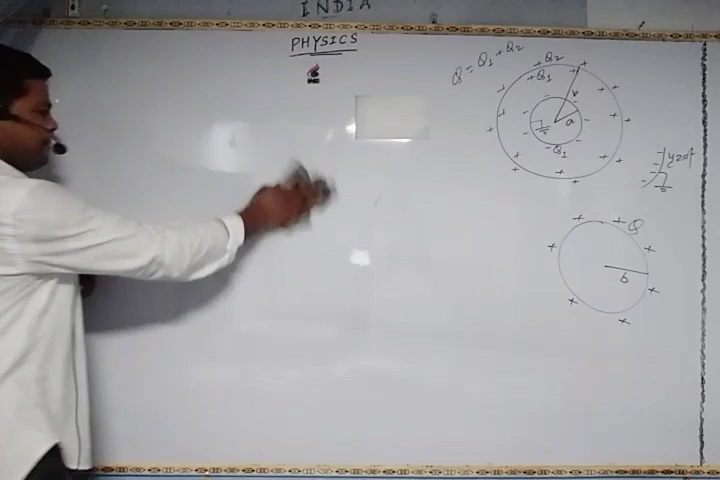 INDIA
PHYSICS
Q = Q1 + Q2
+Q2
+Q1
b
a
-Q1
Q
b